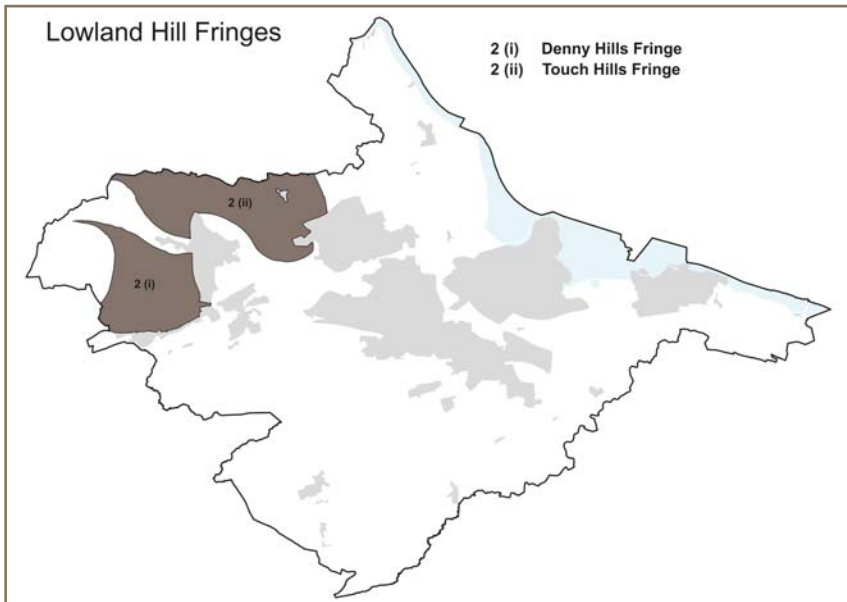 Lowland Hill Fringes
2 (i) Denny Hills Fringe
2 (ii) Touch Hills Fringe
2 (ii)
2 (i)